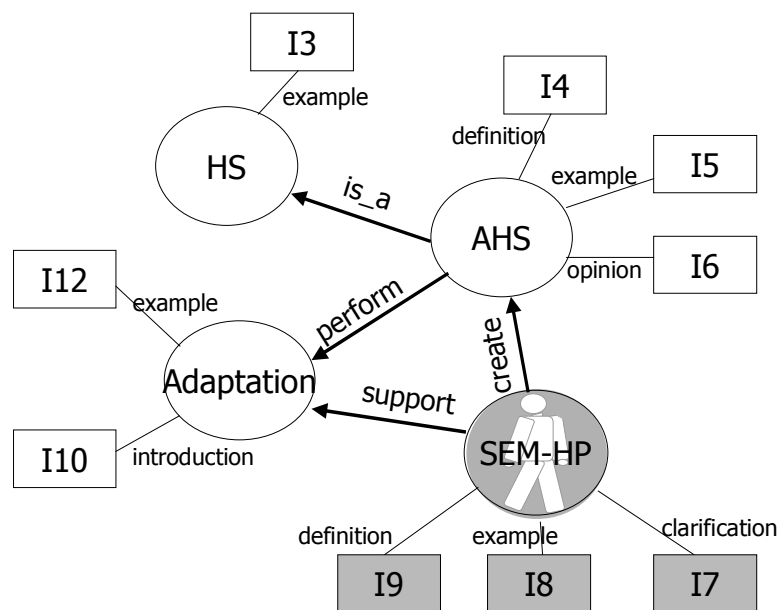 I3
example
HS
I4
definition
I5
example
is_a
AHS
I6
opinion
I12
example
perform
create
Adaptation
support
I10
introduction
SEM-HP
definition
example
clarification
I9
I8
I7